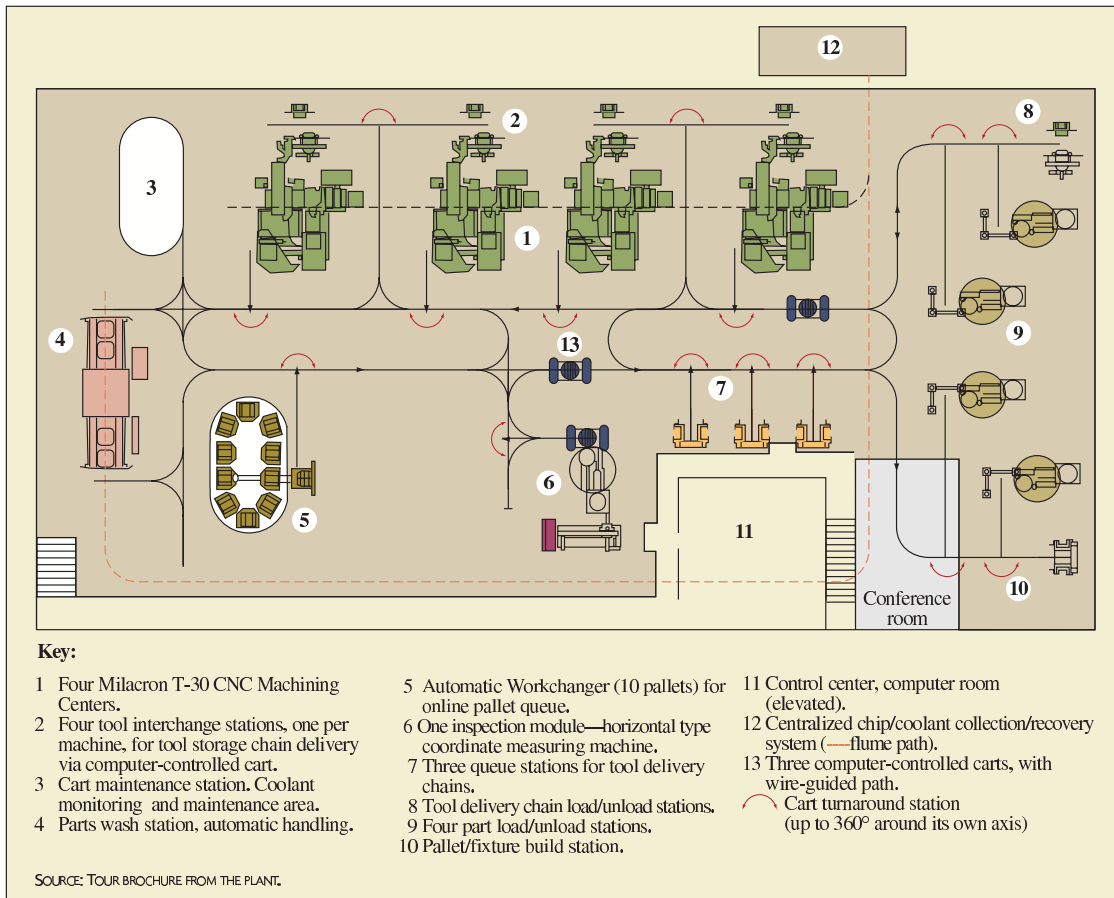 12
2
8
3
1
4
13
9
7
6
5
11
10
Conference
room
Key:
1 Four Milacron T-30 CNC Machining
Centers.
2 Four tool interchange stations, one per
machine, for tool storage chain delivery
via computer-controlled cart.
3 Cart maintenance station. Coolant
monitoring and maintenance area.
4 Parts wash station, automatic handling.
5 Automatic Workchanger (10 pallets) for
online pallet queue.
6 One inspection module—horizontal type
coordinate measuring machine.
7 Three queue stations for tool delivery
chains.
8 Tool delivery chain load/unload stations.
9 Four part load/unload stations.
10 Pallet/fixture build station.
11 Control center, computer room
(elevated).
12 Centralized chip/coolant collection/recovery
system (----flume path).
13 Three computer-controlled carts, with
wire-guided path.
Cart turnaround station
(up to 360° around its own axis)
SOURCE: TOUR BROCHURE FROM THE PLANT.